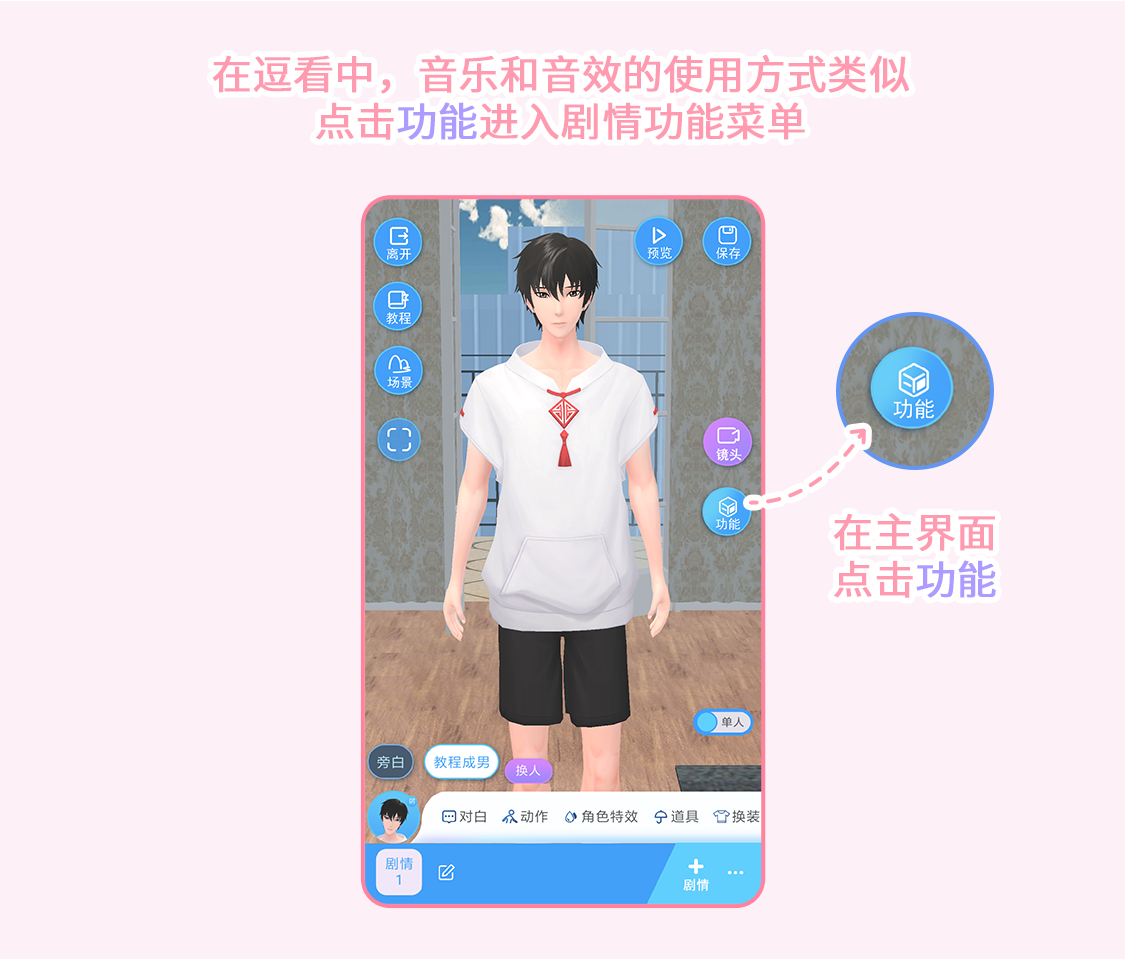 在逗看中，音乐和音效的使用方式类似
点击功能进入剧情功能菜单
离开
预览
保存
教程
场景
镜头
功能
功能
在主界面
点击功能
单人
旁白
教程成男
换人
对白
动作
角色特效
道具
换装
剧情
1
剧情